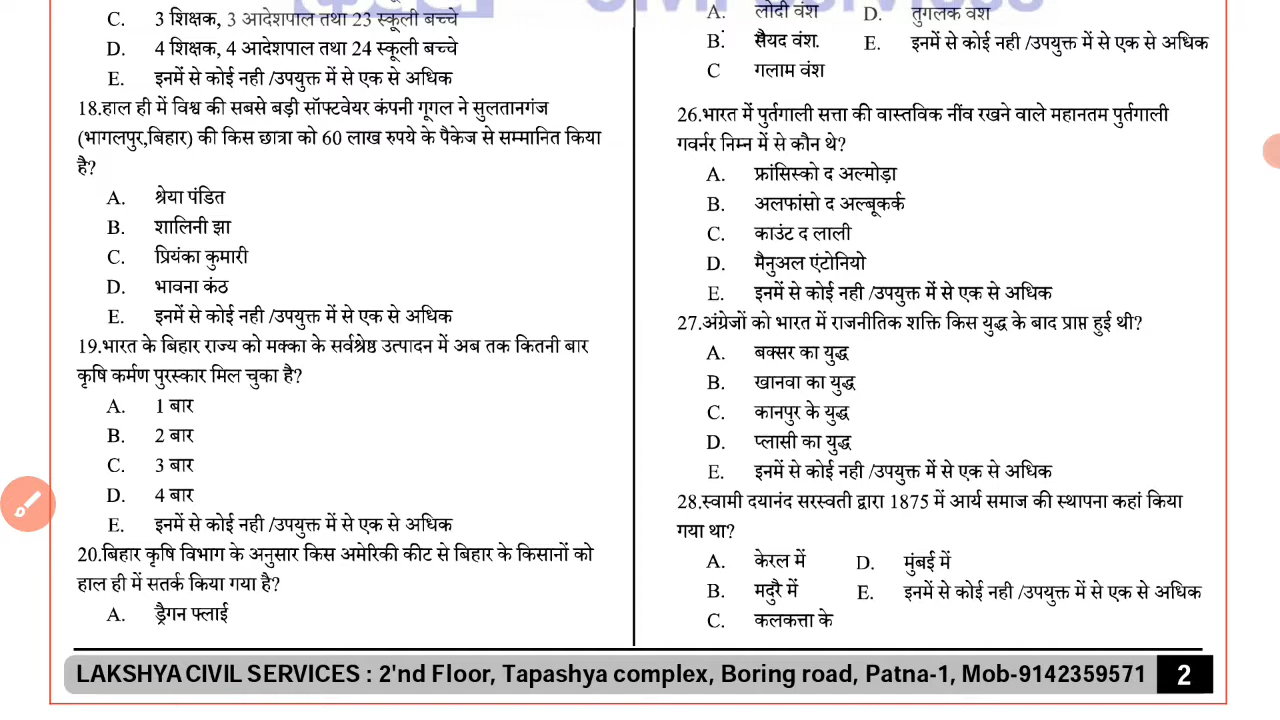 C. 3 शिक्षक, 3 आदेशपाल तथा 23 स्कूली बच्चे
D. 4 शिक्षक, 4 आदेशपाल तथा 24 स्कूली बच्चे
E. इनमें से कोई नही /उपयुक्त में से एक से अधिक
18.हाल ही में विश्व की सबसे बड़ी सॉफ्टवेयर कंपनी गूगल ने सुलतानगंज
(भागलपुर,बिहार) की किस छात्रा को 60 लाख रुपये के पैकेज से सम्मानित किया
है?
A. श्रेया पंडित
B. शालिनी झा
C. प्रियंका कुमारी
D. भावना कंठ
E. इनमें से कोई नही /उपयुक्त में से एक से अधिक
19.भारत के बिहार राज्य को मक्का के सर्वश्रेष्ठ उत्पादन में अब तक कितनी बार
कृषि कर्मण पुरस्कार मिल चुका है?
A. 1 बार
B. 2 बार
C. 3 बार
D. 4 बार
E. इनमें से कोई नही /उपयुक्त में से एक से अधिक
20.बिहार कृषि विभाग के अनुसार किस अमेरिकी कीट से बिहार के किसानों को
हाल ही में सतर्क किया गया है?
A. ड्रैगन फ्लाई
A. लोदी वंश D. तुगलक वंश
B. सैयद वंश. E. इनमें से कोई नही /उपयुक्त में से एक से अधिक
C गलाम वंश
26.भारत में पुर्तगाली सत्ता की वास्तविक नींव रखने वाले महानतम पुर्तगाली
गवर्नर निम्न में से कौन थे?
A. फ्रांसिस्को द अल्मोड़ा
B. अलफांसो द अल्बूकर्क
C. काउंट द लाली
D. मैनुअल एंटोनियो
E. इनमें से कोई नही /उपयुक्त में से एक से अधिक
27.अंग्रेजों को भारत में राजनीतिक शक्ति किस युद्ध के बाद प्राप्त हुई थी?
A. बक्सर का युद्ध
B. खानवा का युद्ध
C. कानपुर के युद्ध
D. प्लासी का युद्ध
E. इनमें से कोई नही /उपयुक्त में से एक से अधिक
28.स्वामी दयानंद सरस्वती द्वारा 1875 में आर्य समाज की स्थापना कहां किया
गया था?
A. केरल में D. मुंबई में
B. मदुरै में E. इनमें से कोई नही /उपयुक्त में से एक से अधिक
C. कलकत्ता के
LAKSHYA CIVIL SERVICES : 2'nd Floor, Tapashya complex, Boring road, Patna-1, Mob-9142359571 2